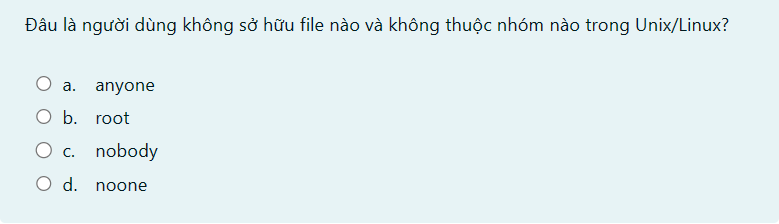 Đâu là người dùng không sở hữu file nào và không thuộc nhóm nào trong Unix/Linux?
a. anyone
b. root
c. nobody
d. noone